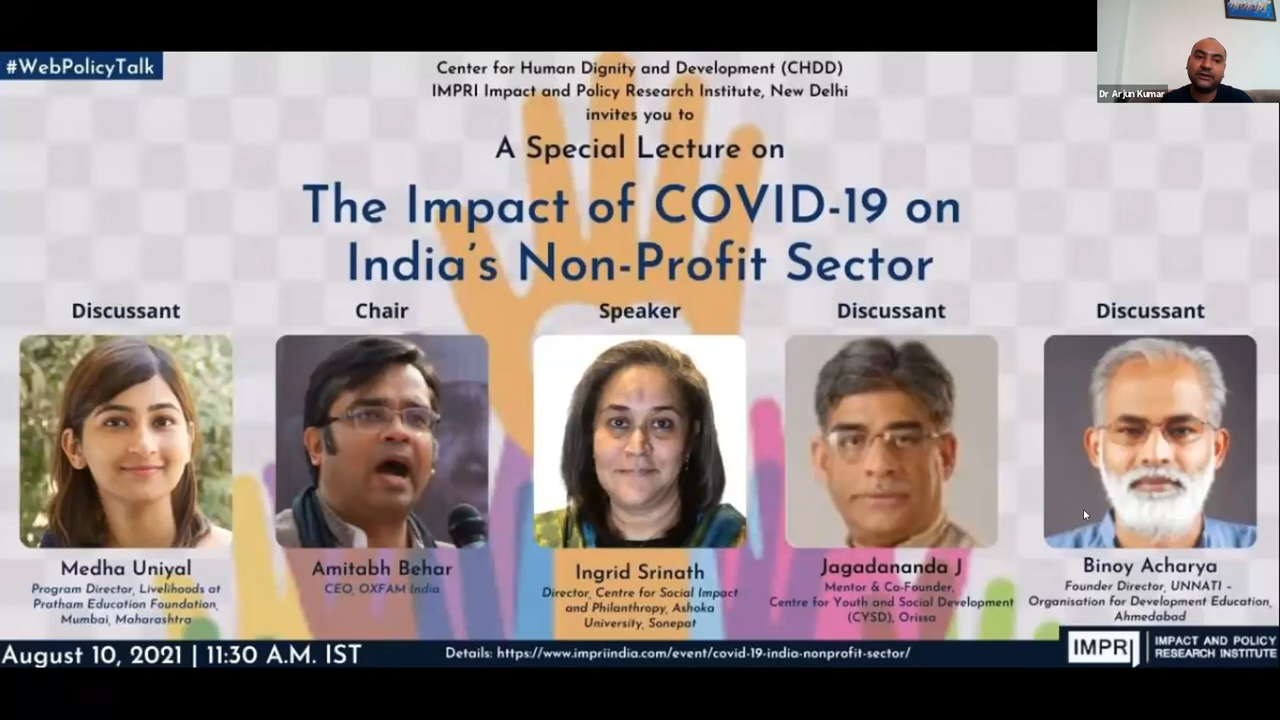 #WebPolicyTalk
Center for Human Dignity and Development (CHDD)
IMPRI Impact and Policy Research Institute, New Delhi
invites you to
A Special Lecture on
The Impact of COVID-19 on
India's Non-Profit Sector
Dr Arjun Kumar
Discussant
Chair
Speaker
Discussant
Discussant
Medha Uniyal
Program Director, Livelihoods at
Pratham Education Foundation,
Mumbai, Maharashtra
Amitabh Behar
CEO, OXFAM India
Ingrid Srinath
Director, Centre for Social Impact
and Philanthropy, Ashoka
University, Sonepat
Jagadananda J
Mentor & Co-Founder,
Centre for Youth and Social Development
(CYSD), Orissa
Binoy Acharya
Founder Director, UNNATI –
Organisation for Development Education,
Ahmedabad
August 10, 2021 | 11:30 A.M. IST
Details: https://www.impriindia.com/event/covid-19-india-nonprofit-sector/
IMPRI
IMPACT AND POLICY
RESEARCH INSTITUTE